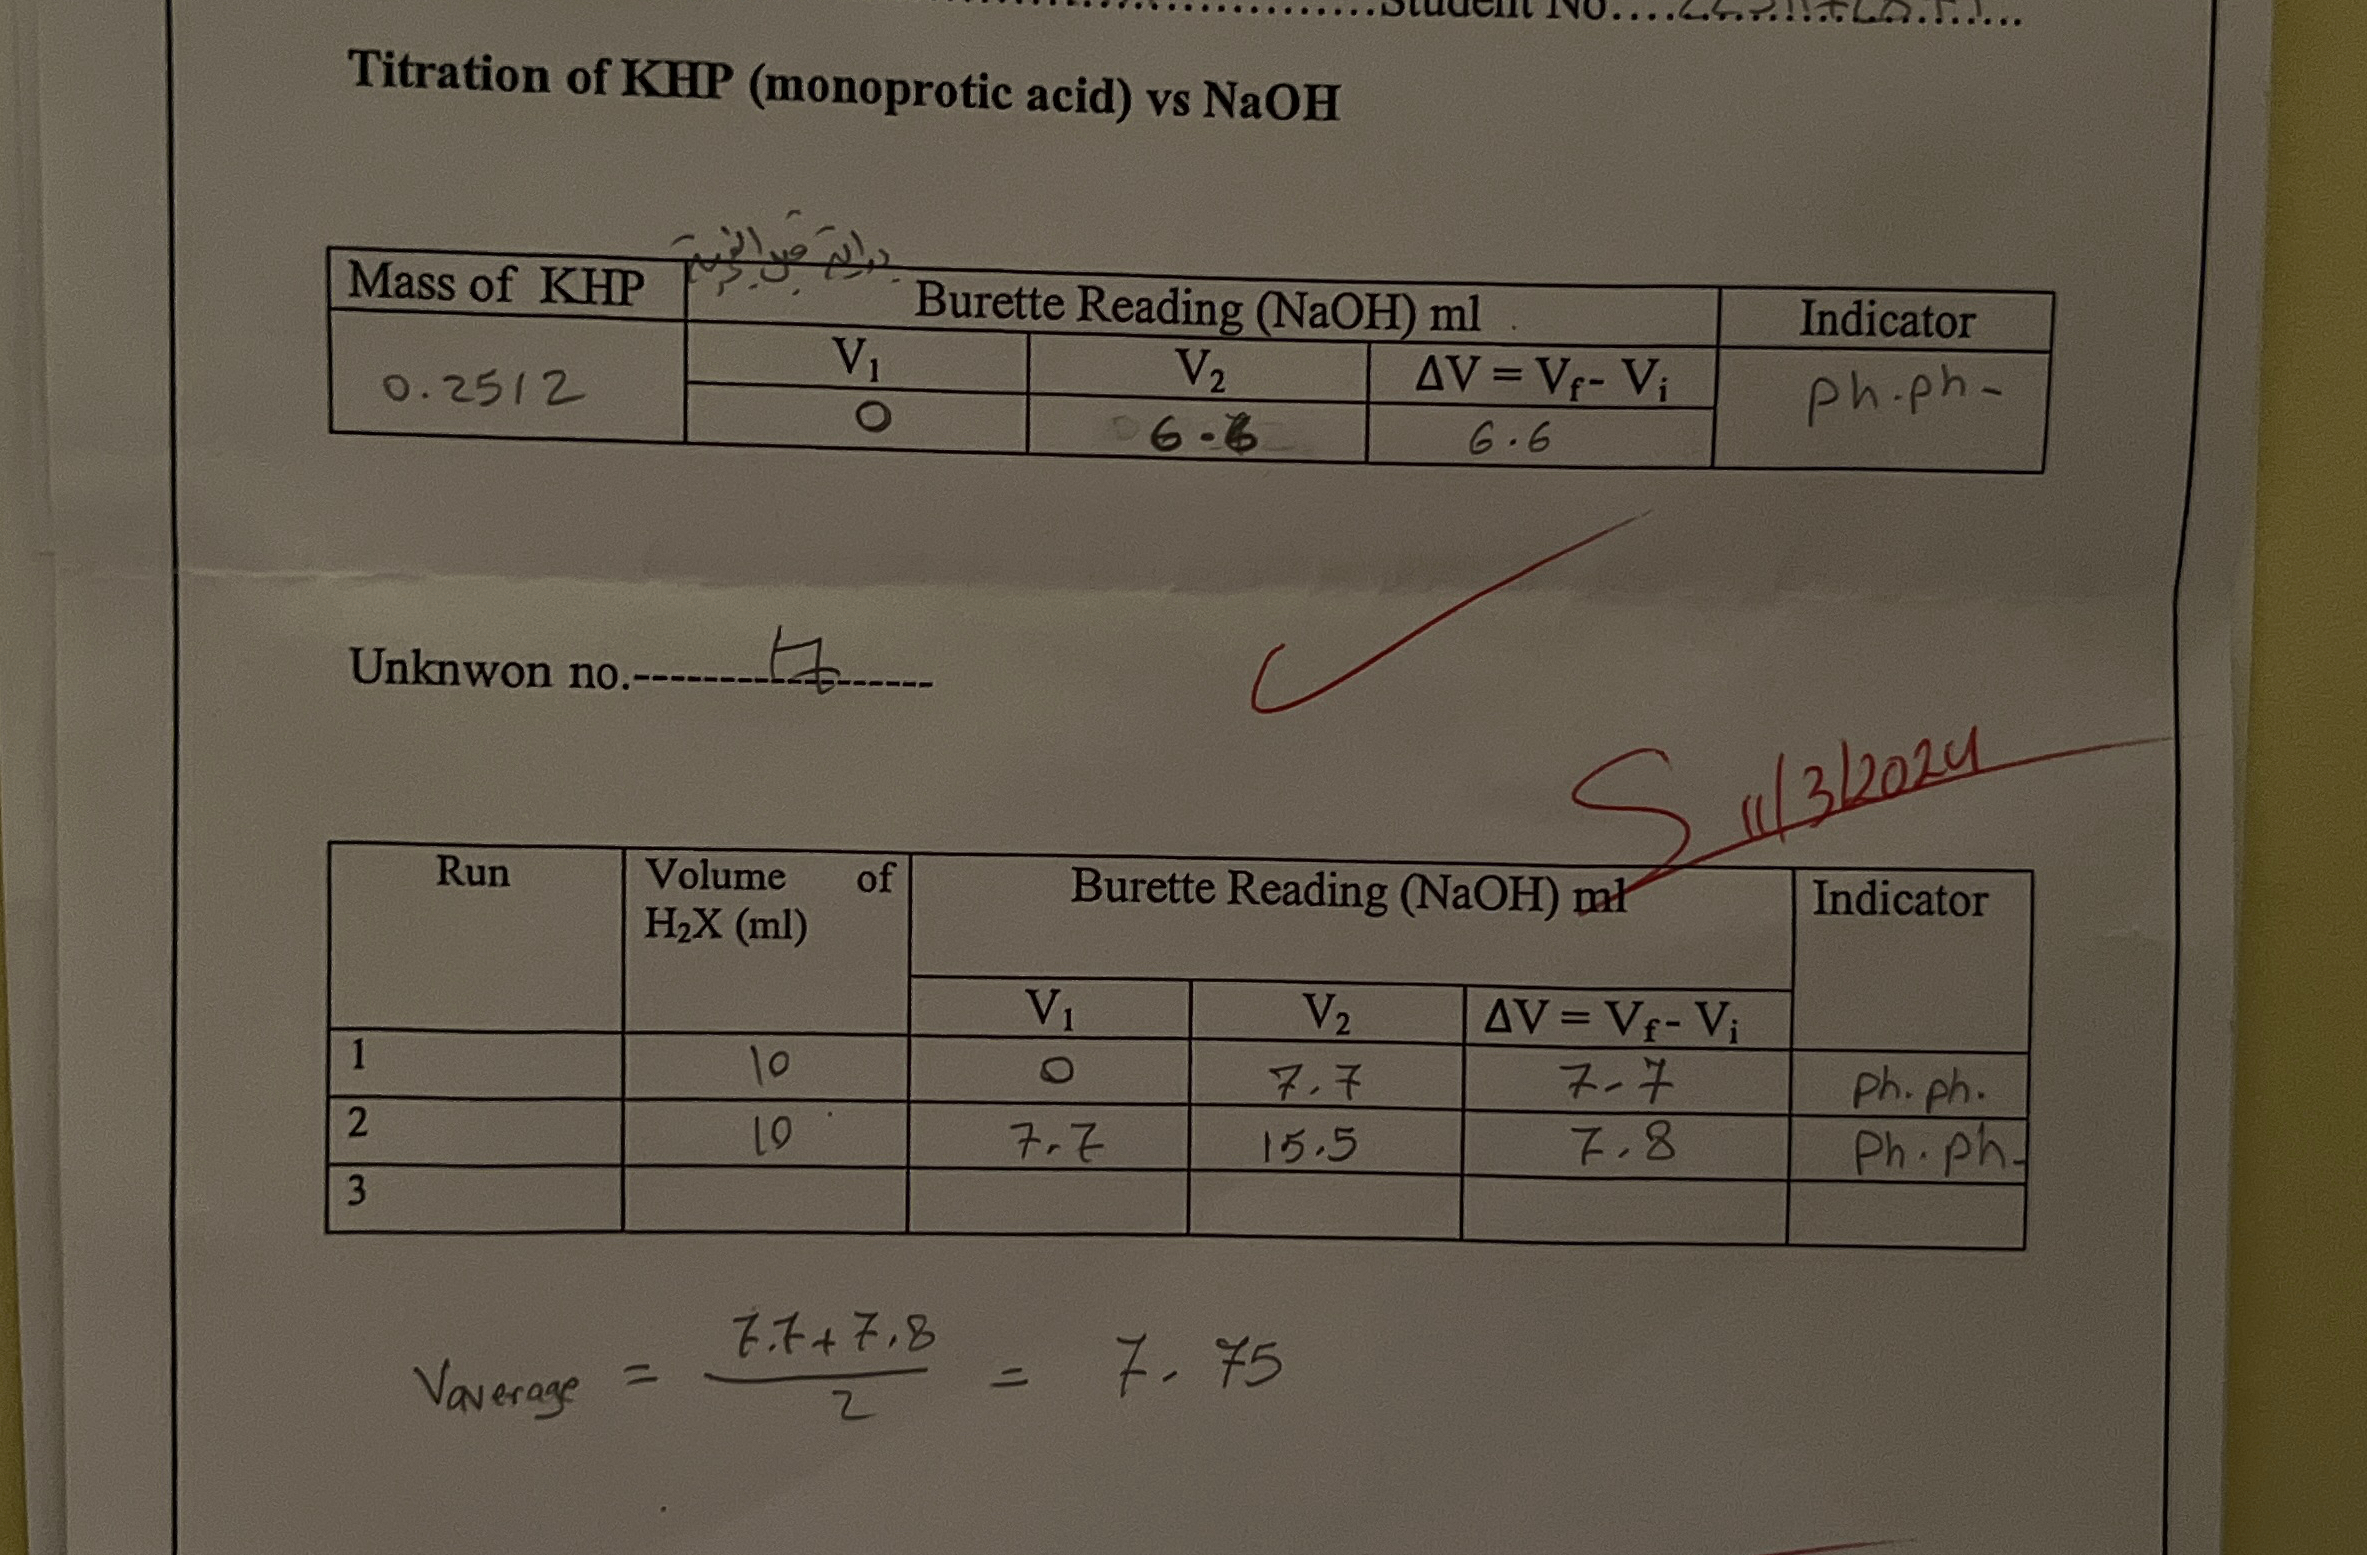 Student No....
Titration of KHP (monoprotic acid) vs NaOH
Mass of KHP
Burette Reading (NaOH) ml
Indicator
V₁
V₂
ΔV = Vf- Vi
0.2512
0
6.6
6.6
ph.ph-
Unknwon no.------------------
S 11/3/2024
Run
Volume of H₂X (ml)
Burette Reading (NaOH) ml
Indicator
V₁
V₂
ΔV = Vf- Vi
1
10
0
7.7
7.7
ph.ph.
2
10
7.7
15.5
7.8
ph.ph.
3
Vaverage = 7.7+7.8 / 2 = 7.75